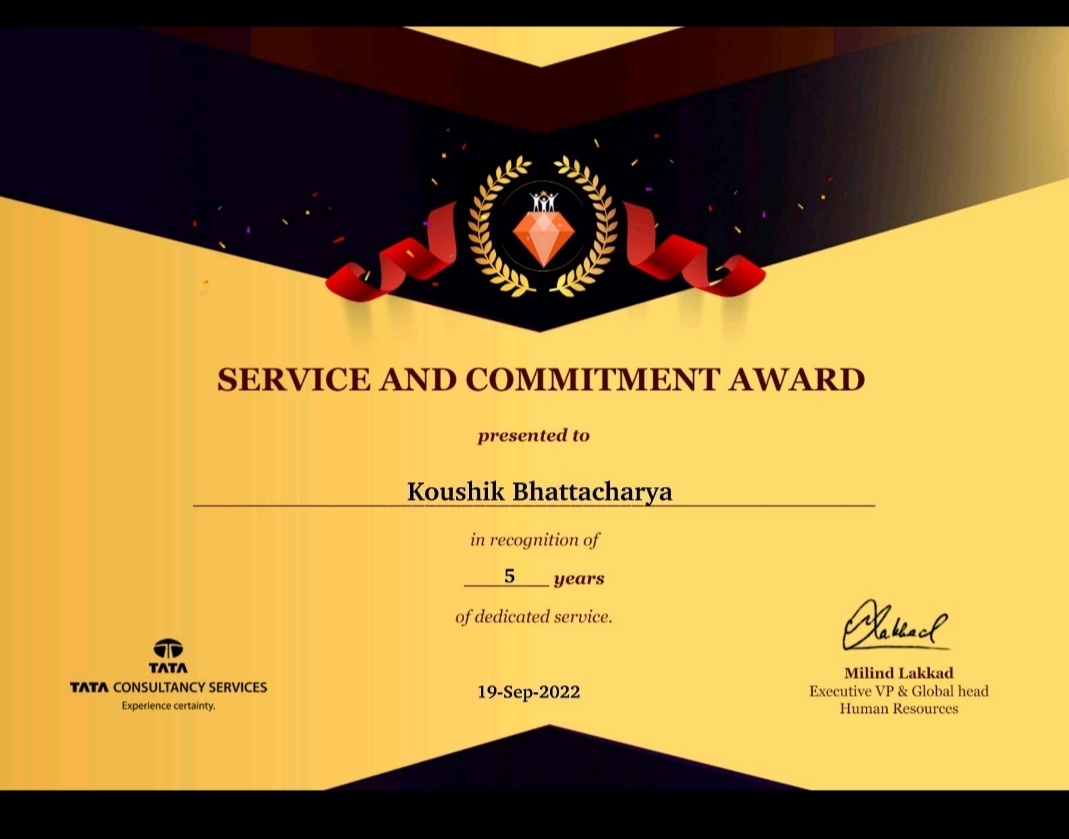 SERVICE AND COMMITMENT AWARD
presented to
Koushik Bhattacharya
in recognition of
5 years
of dedicated service.
TATA
TATA CONSULTANCY SERVICES
Experience certainty.
19-Sep-2022
Lakkad
Milind Lakkad
Executive VP & Global head
Human Resources